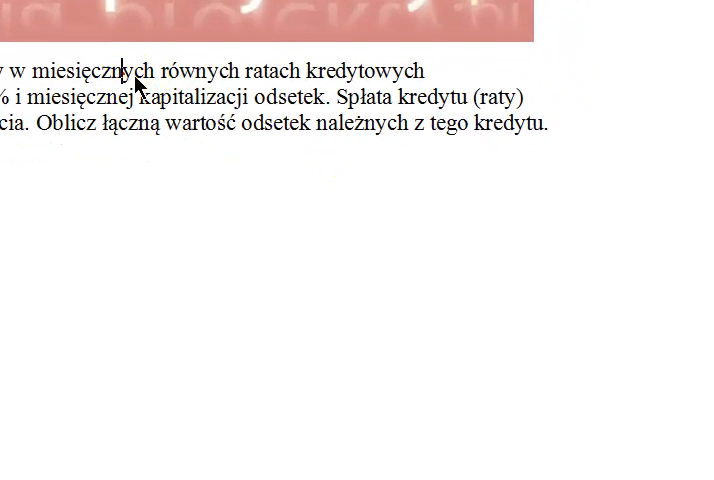 w miesięcznych równych ratach kredytowych
% i miesięcznej kapitalizacji odsetek. Spłata kredytu (raty)
cia. Oblicz łączną wartość odsetek należnych z tego kredytu.